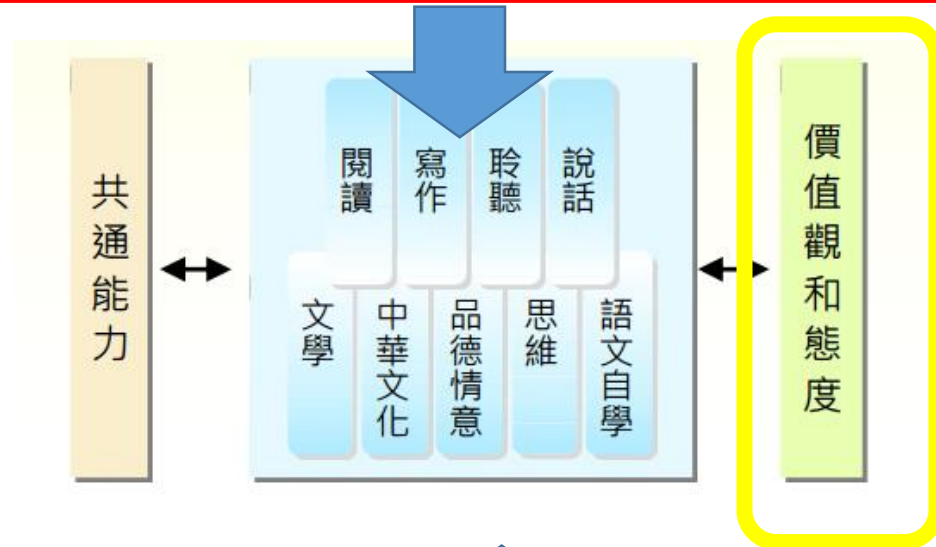 共通能力
閱讀
寫作
聆聽
說話
文學
中華文化
品德情意
思維
語文自學
價值觀和態度